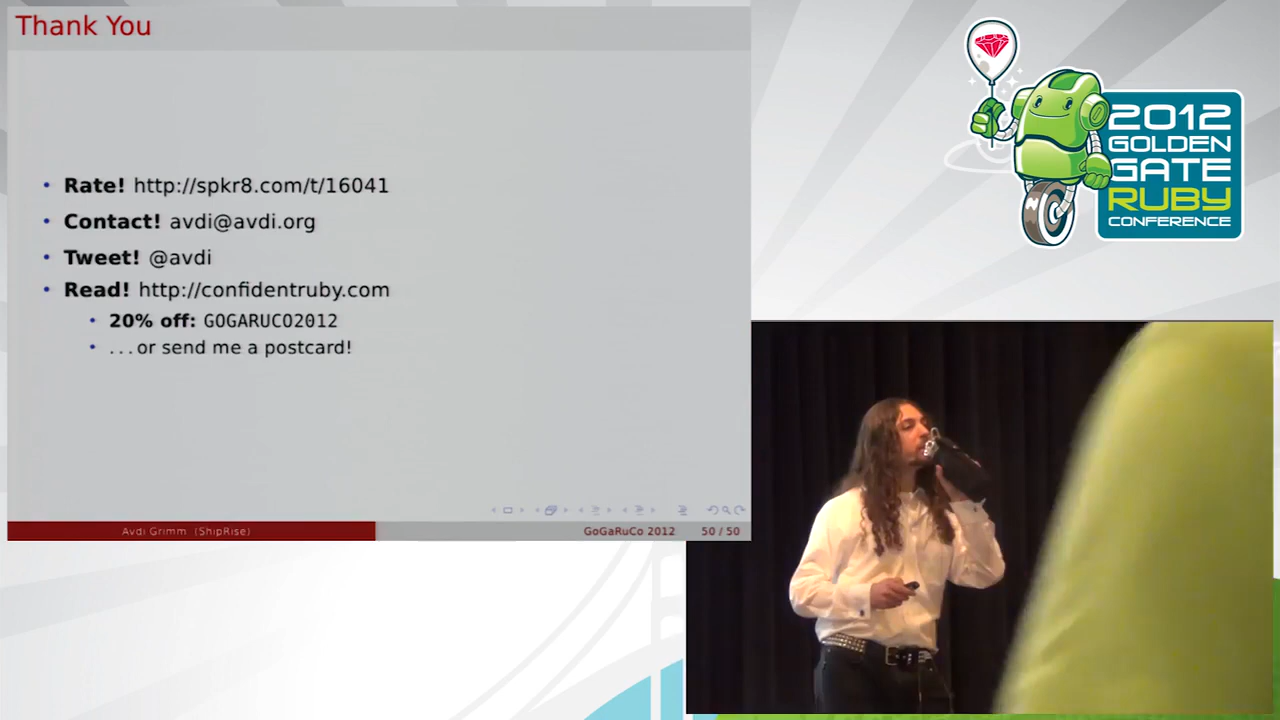 Thank You
• Rate! http://spkr8.com/t/16041
• Contact! avdi@avdi.org
• Tweet! @avdi
• Read! http://confidentruby.com
• 20% off: GOGARUCO2012
• ...or send me a postcard!
Avdi Grimm (ShipRise)
GoGaRuCo 2012 50 / 50
2012
GOLDEN
GATE
RUBY
CONFERENCE